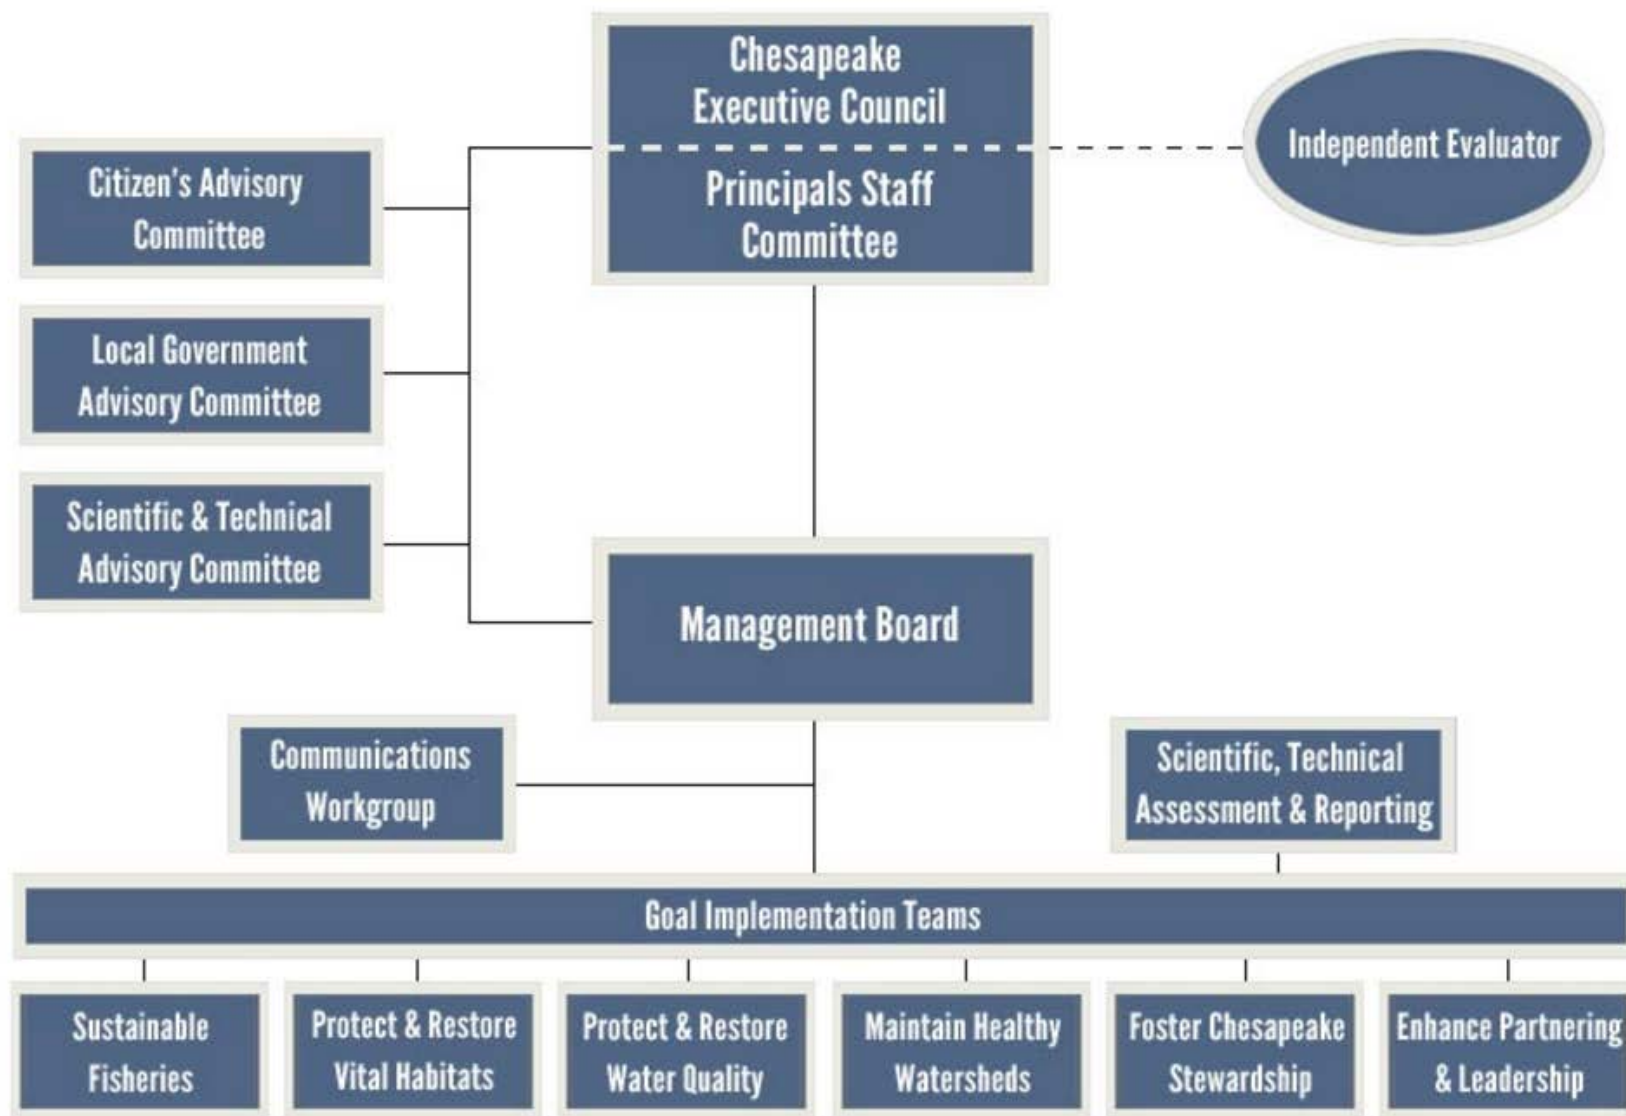 Chesapeake
Executive Council
Principals Staff
Committee
Independent Evaluator
Citizen's Advisory
Committee
Local Government
Advisory Committee
Scientific & Technical
Advisory Committee
Management Board
Communications
Workgroup
Scientific, Technical
Assessment & Reporting
Goal Implementation Teams
Sustainable
Fisheries
Protect & Restore
Vital Habitats
Protect & Restore
Water Quality
Maintain Healthy
Watersheds
Foster Chesapeake
Stewardship
Enhance Partnering
& Leadership